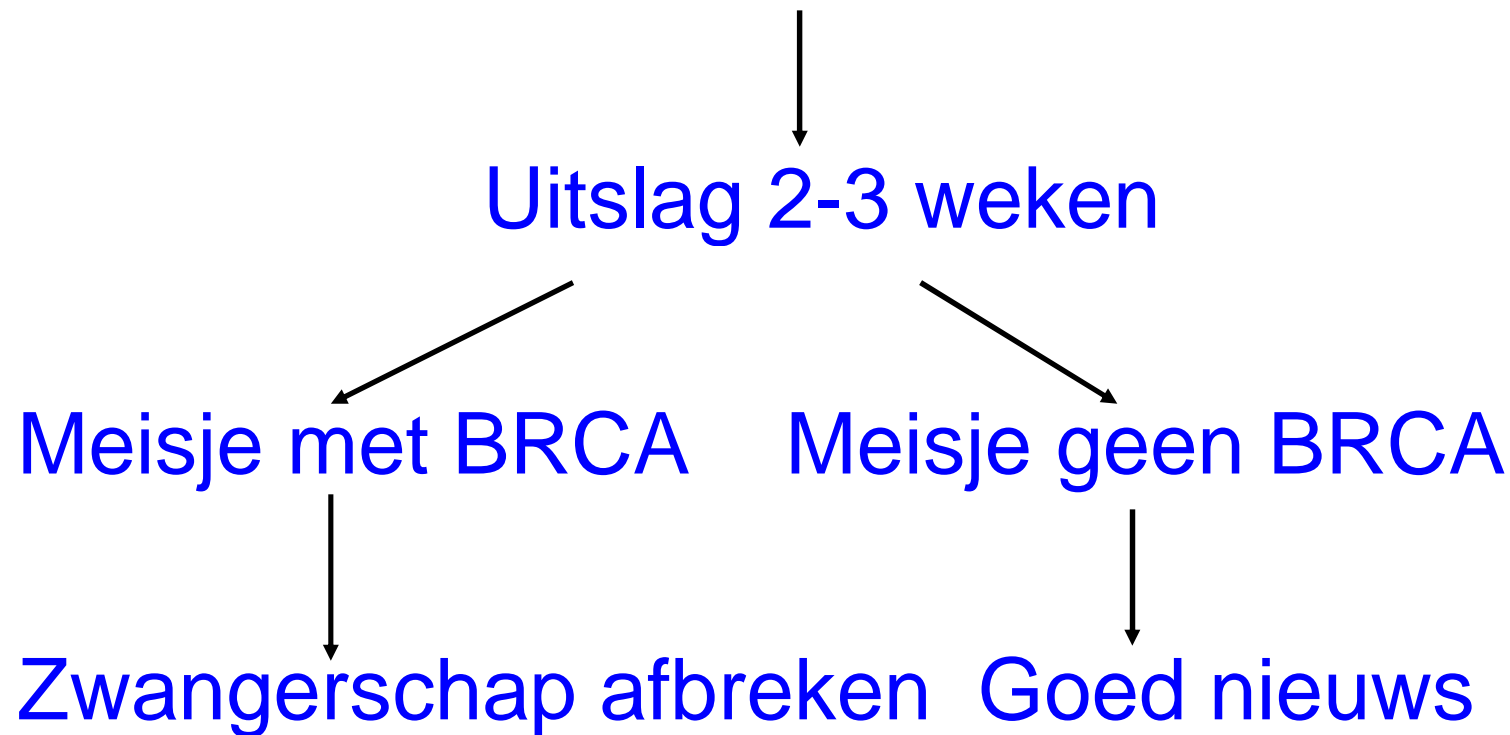 Uitslag 2-3 weken
Meisje met BRCA Meisje geen BRCA
Zwangerschap afbreken Goed nieuws